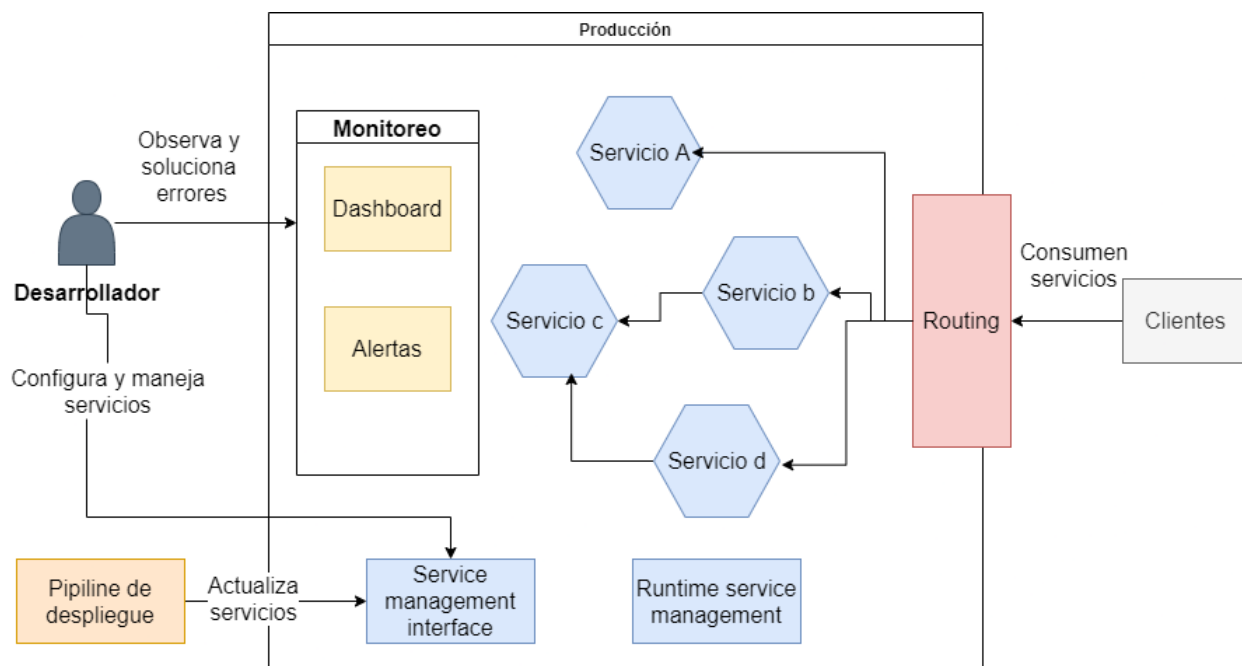 Producción
Monitoreo
Observa y
soluciona
errores
Dashboard
Alertas
Desarrollador
Configura y maneja
servicios
Servicio A
Servicio b
Servicio c
Servicio d
Routing
Consumen
servicios
Clientes
Pipiline de
despliegue
Actualiza
servicios
Service
management
interface
Runtime service
management